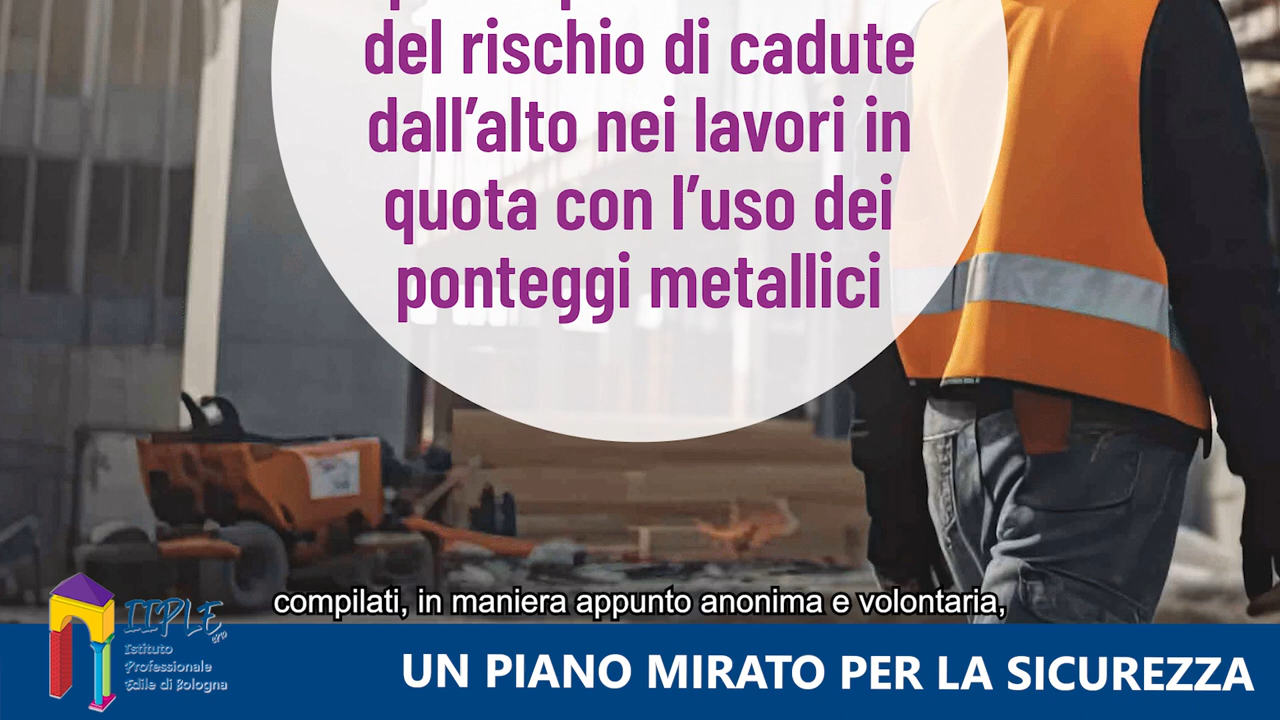 del rischio di cadute
dall’alto nei lavori in
quota con l’uso dei
ponteggi metallici
compilati, in maniera appunto anonima e volontaria,
IIPLE
Istituto
Professionale
Edile di Bologna
UN PIANO MIRATO PER LA SICUREZZA